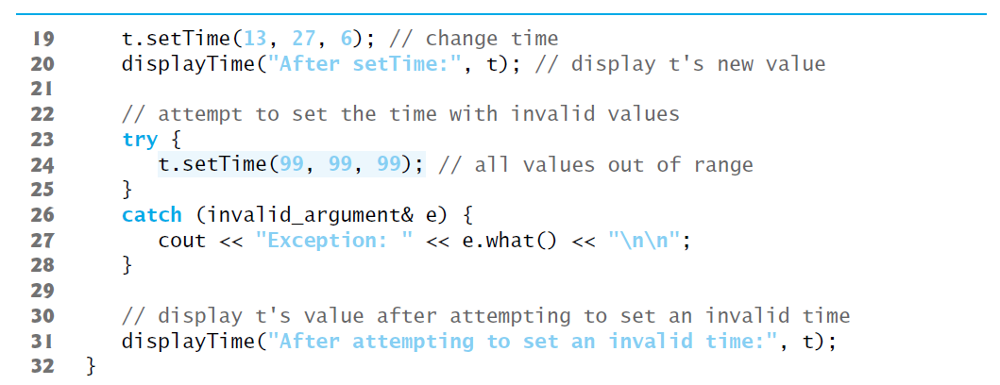 19 t.setTime(13, 27, 6); // change time
20 displayTime("After setTime:", t); // display t's new value
21
22 // attempt to set the time with invalid values
23 try {
24 t.setTime(99, 99, 99); // all values out of range
25 }
26 catch (invalid_argument& e) {
27 cout << "Exception: " << e.what() << "\n\n";
28 }
29
30 // display t's value after attempting to set an invalid time
31 displayTime("After attempting to set an invalid time:", t);
32 }